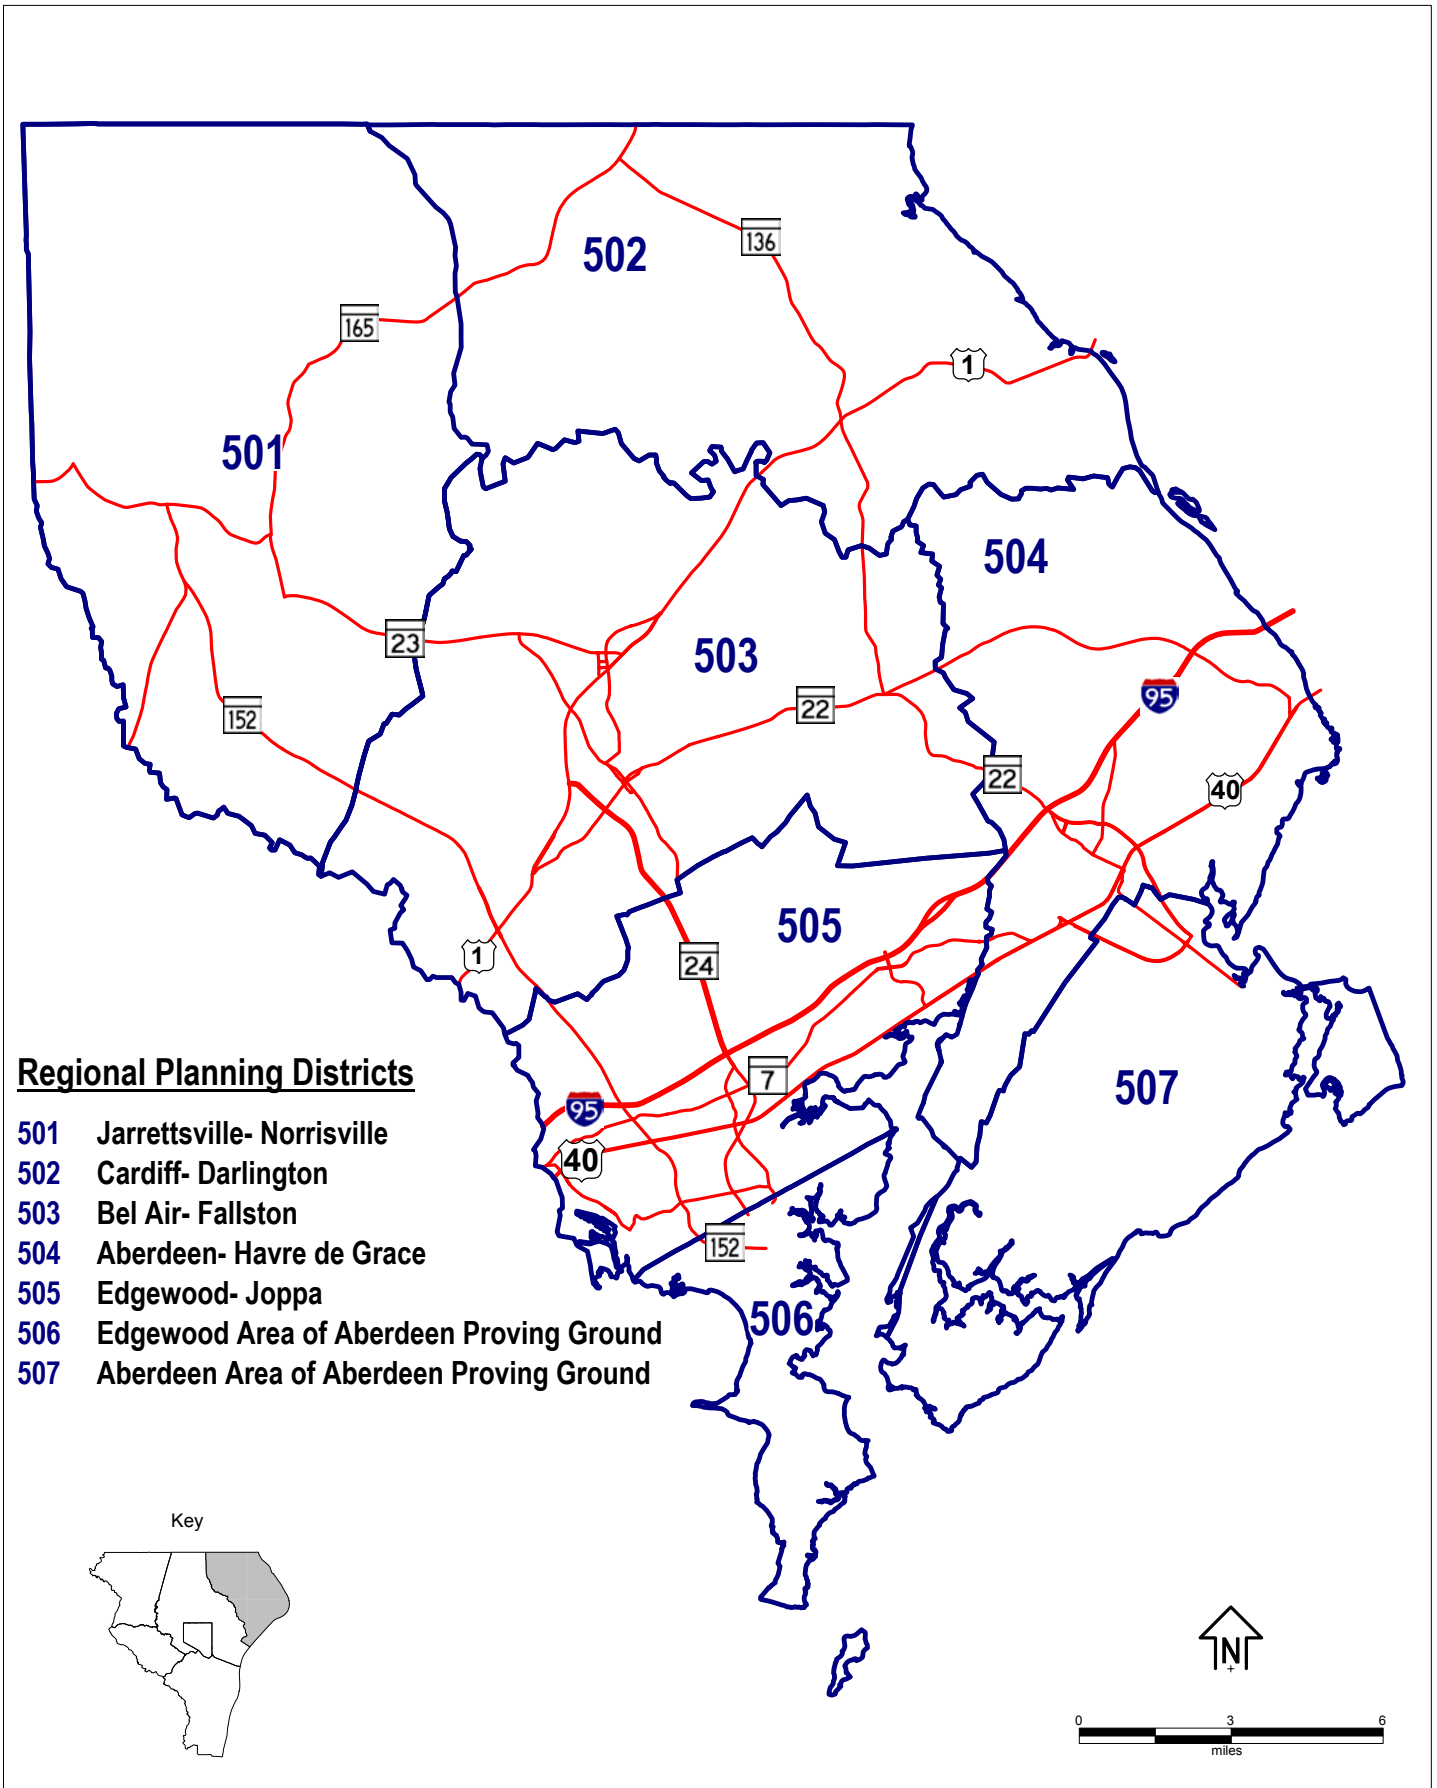 136
502
165
1
501
504
23
503
95
152
22
22
40
505
1
24
7
507
95
40
152
506
Regional Planning Districts
501 Jarrettsville- Norrisville
502 Cardiff- Darlington
503 Bel Air- Fallston
504 Aberdeen- Havre de Grace
505 Edgewood- Joppa
506 Edgewood Area of Aberdeen Proving Ground
507 Aberdeen Area of Aberdeen Proving Ground
Key
N
0 3 6
miles